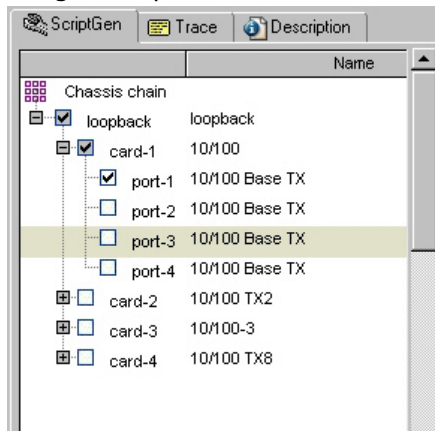 ScriptGen Trace Description
Name
Chassis chain
loopback loopback
card-1 10/100
port-1 10/100 Base TX
port-2 10/100 Base TX
port-3 10/100 Base TX
port-4 10/100 Base TX
card-2 10/100 TX2
card-3 10/100-3
card-4 10/100 TX8